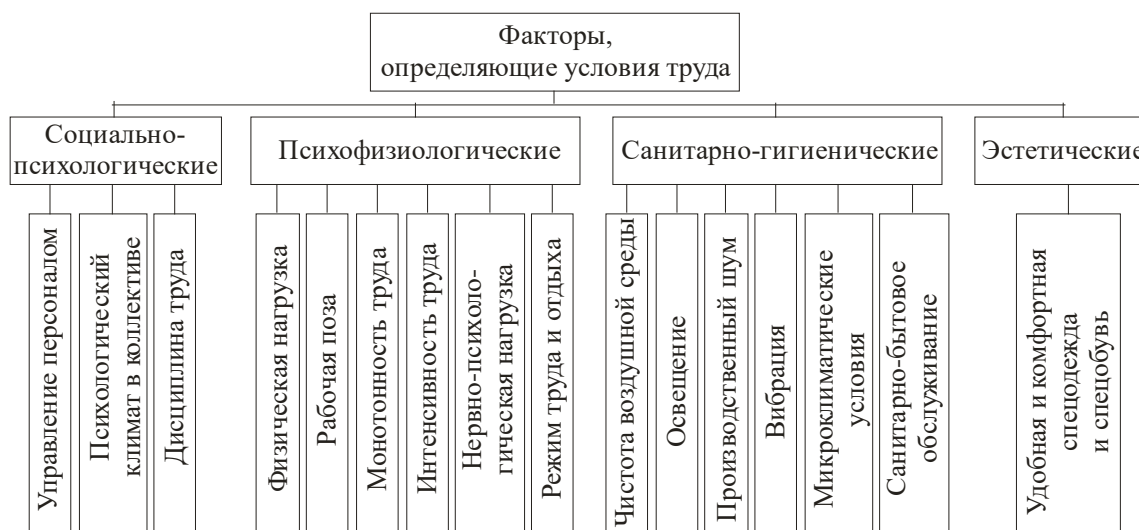 Факторы,
определяющие условия труда
Социально-
психологические
Психофизиологические
Санитарно-гигиенические
Эстетические
Управление персоналом
Психологический
климат в коллективе
Дисциплина труда
Физическая нагрузка
Рабочая поза
Монотонность труда
Интенсивность труда
Нервно-психоло-
гическая нагрузка
Режим труда и отдыха
Чистота воздушной среды
Освещение
Производственный шум
Вибрация
Микроклиматические
условия
Санитарно-бытовое
обслуживание
Удобная и комфортная
спецодежда
и спецобувь